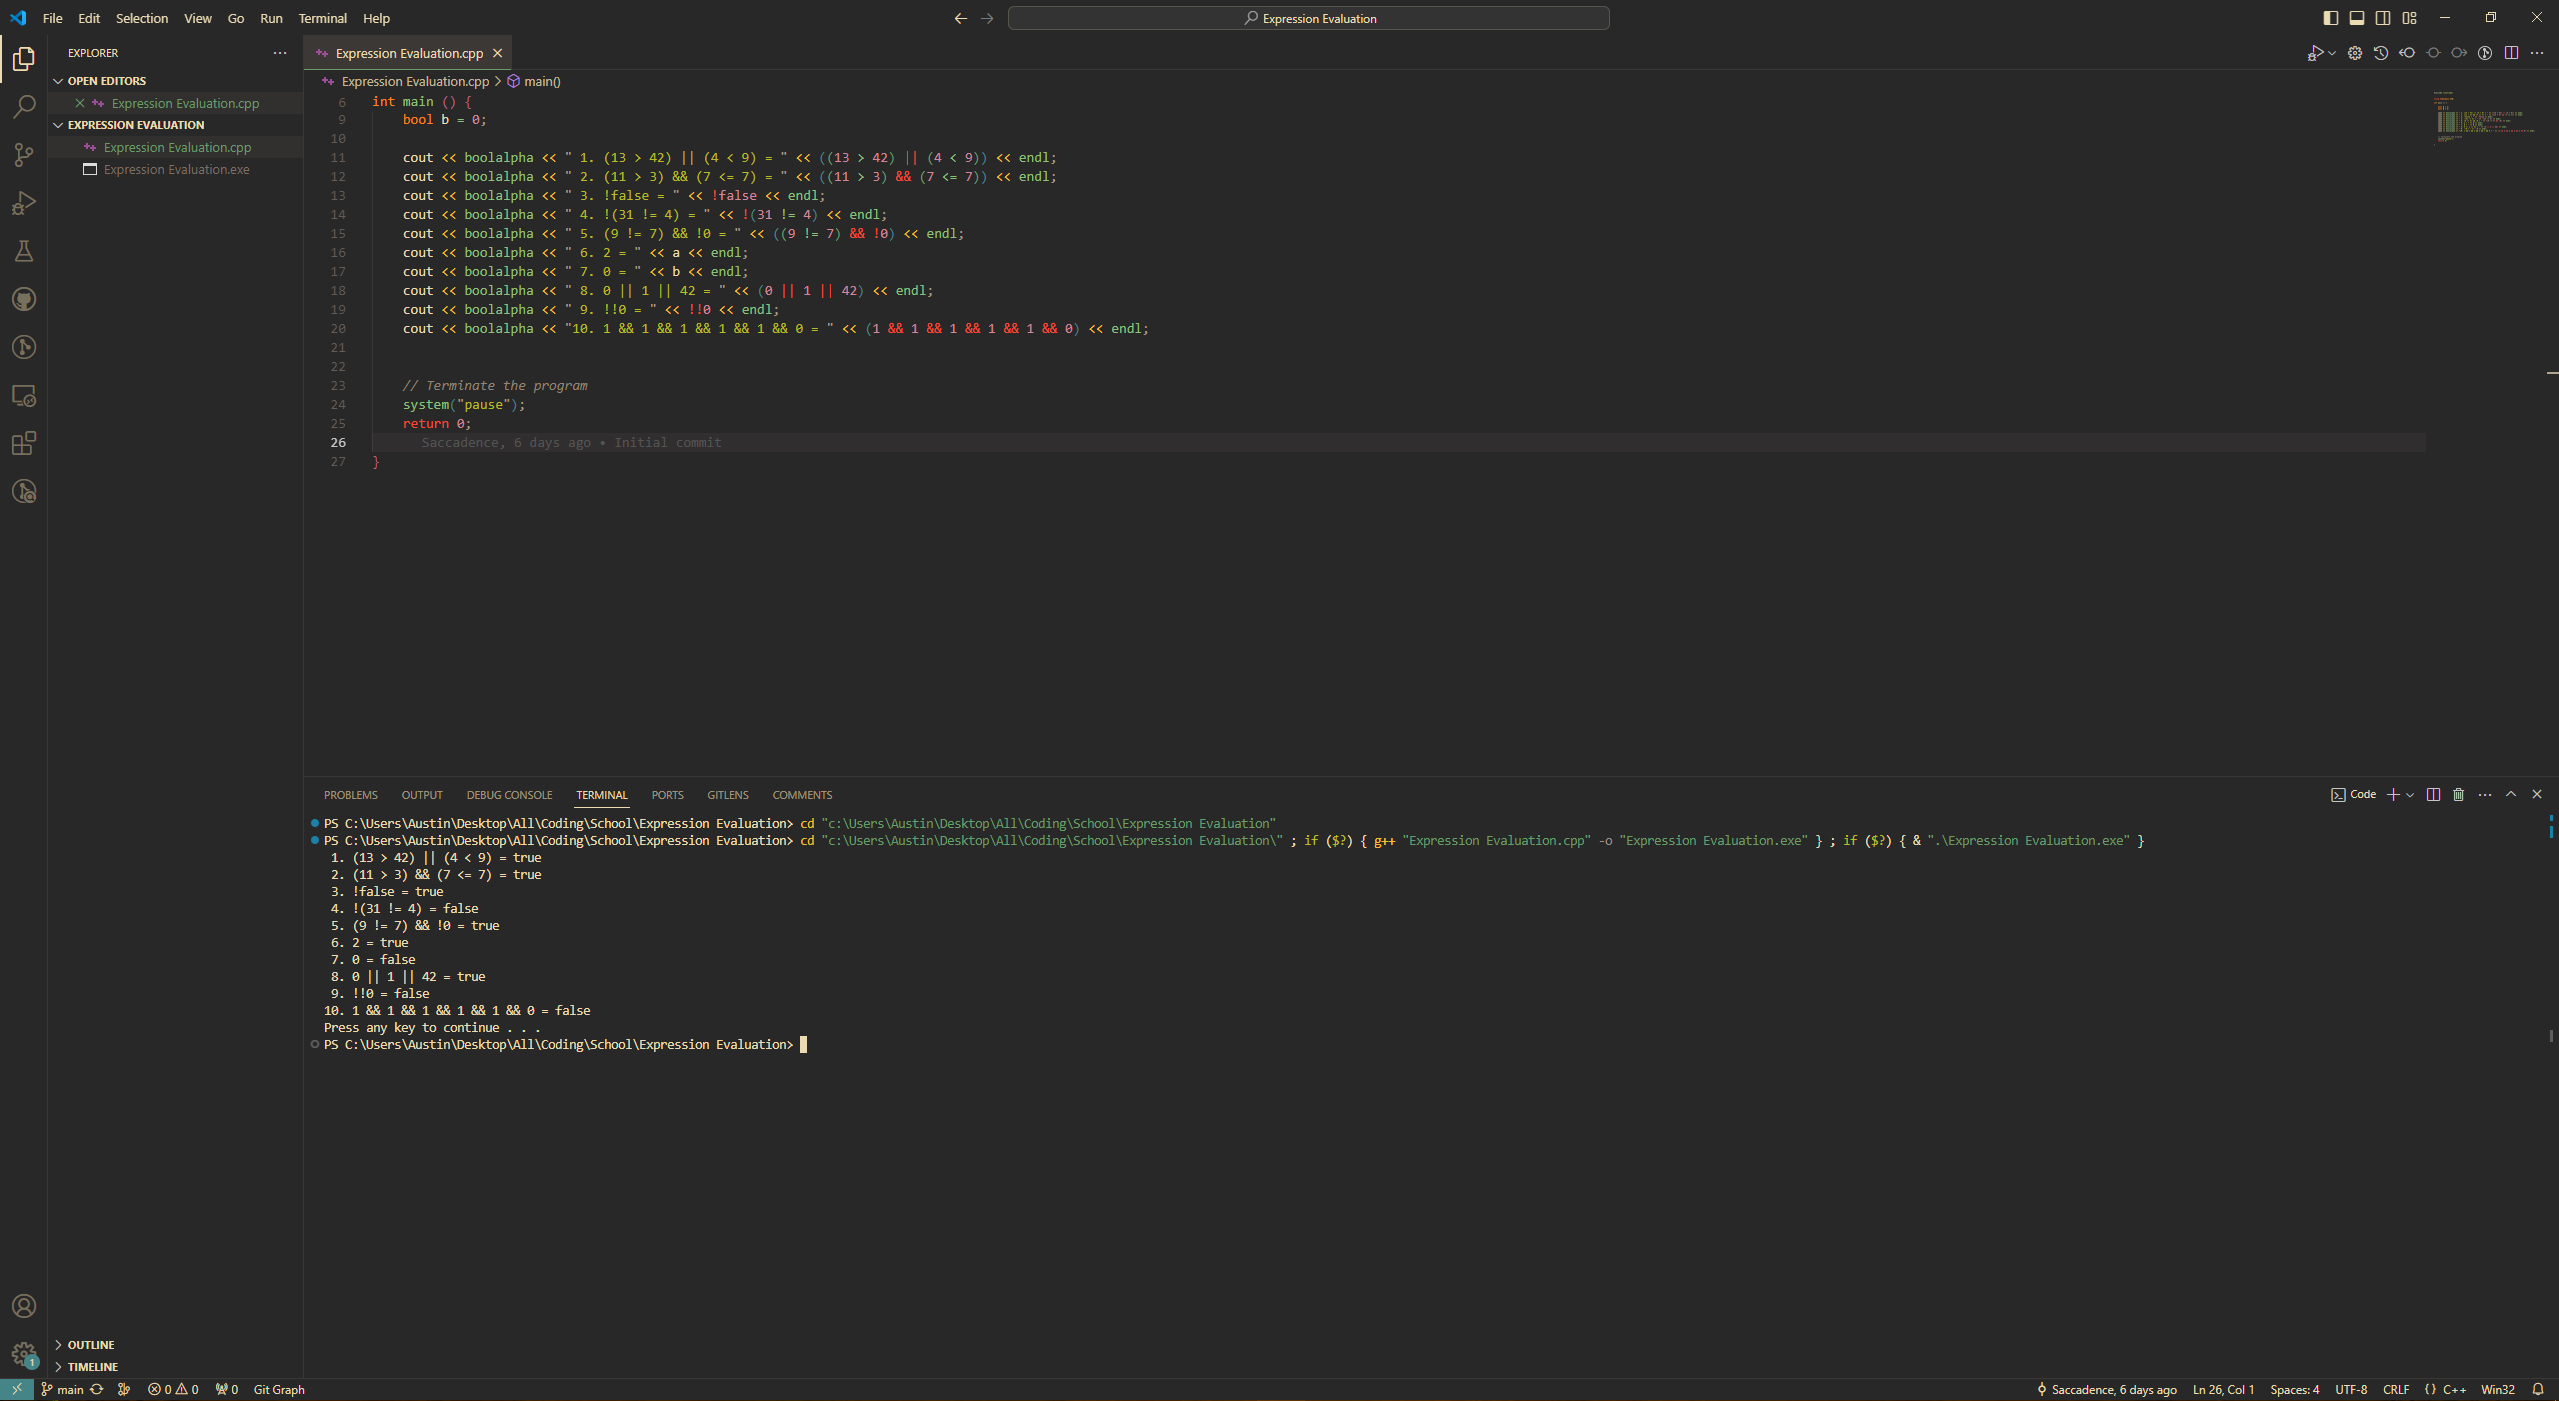 File Edit Selection View Go Run Terminal Help
Expression Evaluation
EXPLORER
OPEN EDITORS
Expression Evaluation.cpp
EXPRESSION EVALUATION
Expression Evaluation.cpp
Expression Evaluation.exe
Expression Evaluation.cpp
Expression Evaluation.cpp > main()
6 int main () {
9 bool b = 0;
10
11 cout << boolalpha << " 1. (13 > 42) || (4 < 9) = " << ((13 > 42) || (4 < 9)) << endl;
12 cout << boolalpha << " 2. (11 > 3) && (7 <= 7) = " << ((11 > 3) && (7 <= 7)) << endl;
13 cout << boolalpha << " 3. !false = " << !false << endl;
14 cout << boolalpha << " 4. !(31 != 4) = " << !(31 != 4) << endl;
15 cout << boolalpha << " 5. (9 != 7) && !0 = " << ((9 != 7) && !0) << endl;
16 cout << boolalpha << " 6. 2 = " << a << endl;
17 cout << boolalpha << " 7. 0 = " << b << endl;
18 cout << boolalpha << " 8. 0 || 1 || 42 = " << (0 || 1 || 42) << endl;
19 cout << boolalpha << " 9. !!0 = " << !!0 << endl;
20 cout << boolalpha << "10. 1 && 1 && 1 && 1 && 1 && 0 = " << (1 && 1 && 1 && 1 && 1 && 0) << endl;
21
22
23 // Terminate the program
24 system("pause");
25 return 0;
26 Saccadence, 6 days ago • Initial commit
27 }
PROBLEMS OUTPUT DEBUG CONSOLE TERMINAL PORTS GITLENS COMMENTS
Code
PS C:\Users\Austin\Desktop\All\Coding\School\Expression Evaluation> cd "c:\Users\Austin\Desktop\All\Coding\School\Expression Evaluation"
PS C:\Users\Austin\Desktop\All\Coding\School\Expression Evaluation> cd "c:\Users\Austin\Desktop\All\Coding\School\Expression Evaluation\" ; if ($?) { g++ "Expression Evaluation.cpp" -o "Expression Evaluation.exe" } ; if ($?) { & ".\Expression Evaluation.exe" }
1. (13 > 42) || (4 < 9) = true
2. (11 > 3) && (7 <= 7) = true
3. !false = true
4. !(31 != 4) = false
5. (9 != 7) && !0 = true
6. 2 = true
7. 0 = false
8. 0 || 1 || 42 = true
9. !!0 = false
10. 1 && 1 && 1 && 1 && 1 && 0 = false
Press any key to continue . . .
PS C:\Users\Austin\Desktop\All\Coding\School\Expression Evaluation>
OUTLINE
1
TIMELINE
main 0 0 0 Git Graph
Saccadence, 6 days ago Ln 26, Col 1 Spaces: 4 UTF-8 CRLF {} C++ Win32